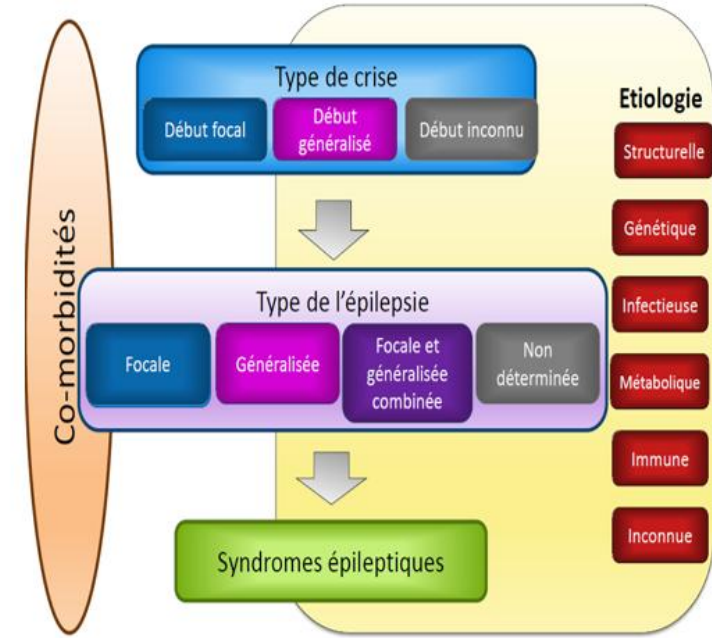 Co-morbidités
Type de crise
Début focal
Début
généralisé
Début inconnu
Type de l'épilepsie
Focale
Généralisée
Focale et
généralisée
combinée
Non
déterminée
Syndromes épileptiques
Etiologie
Structurelle
Génétique
Infectieuse
Métabolique
Immune
Inconnue